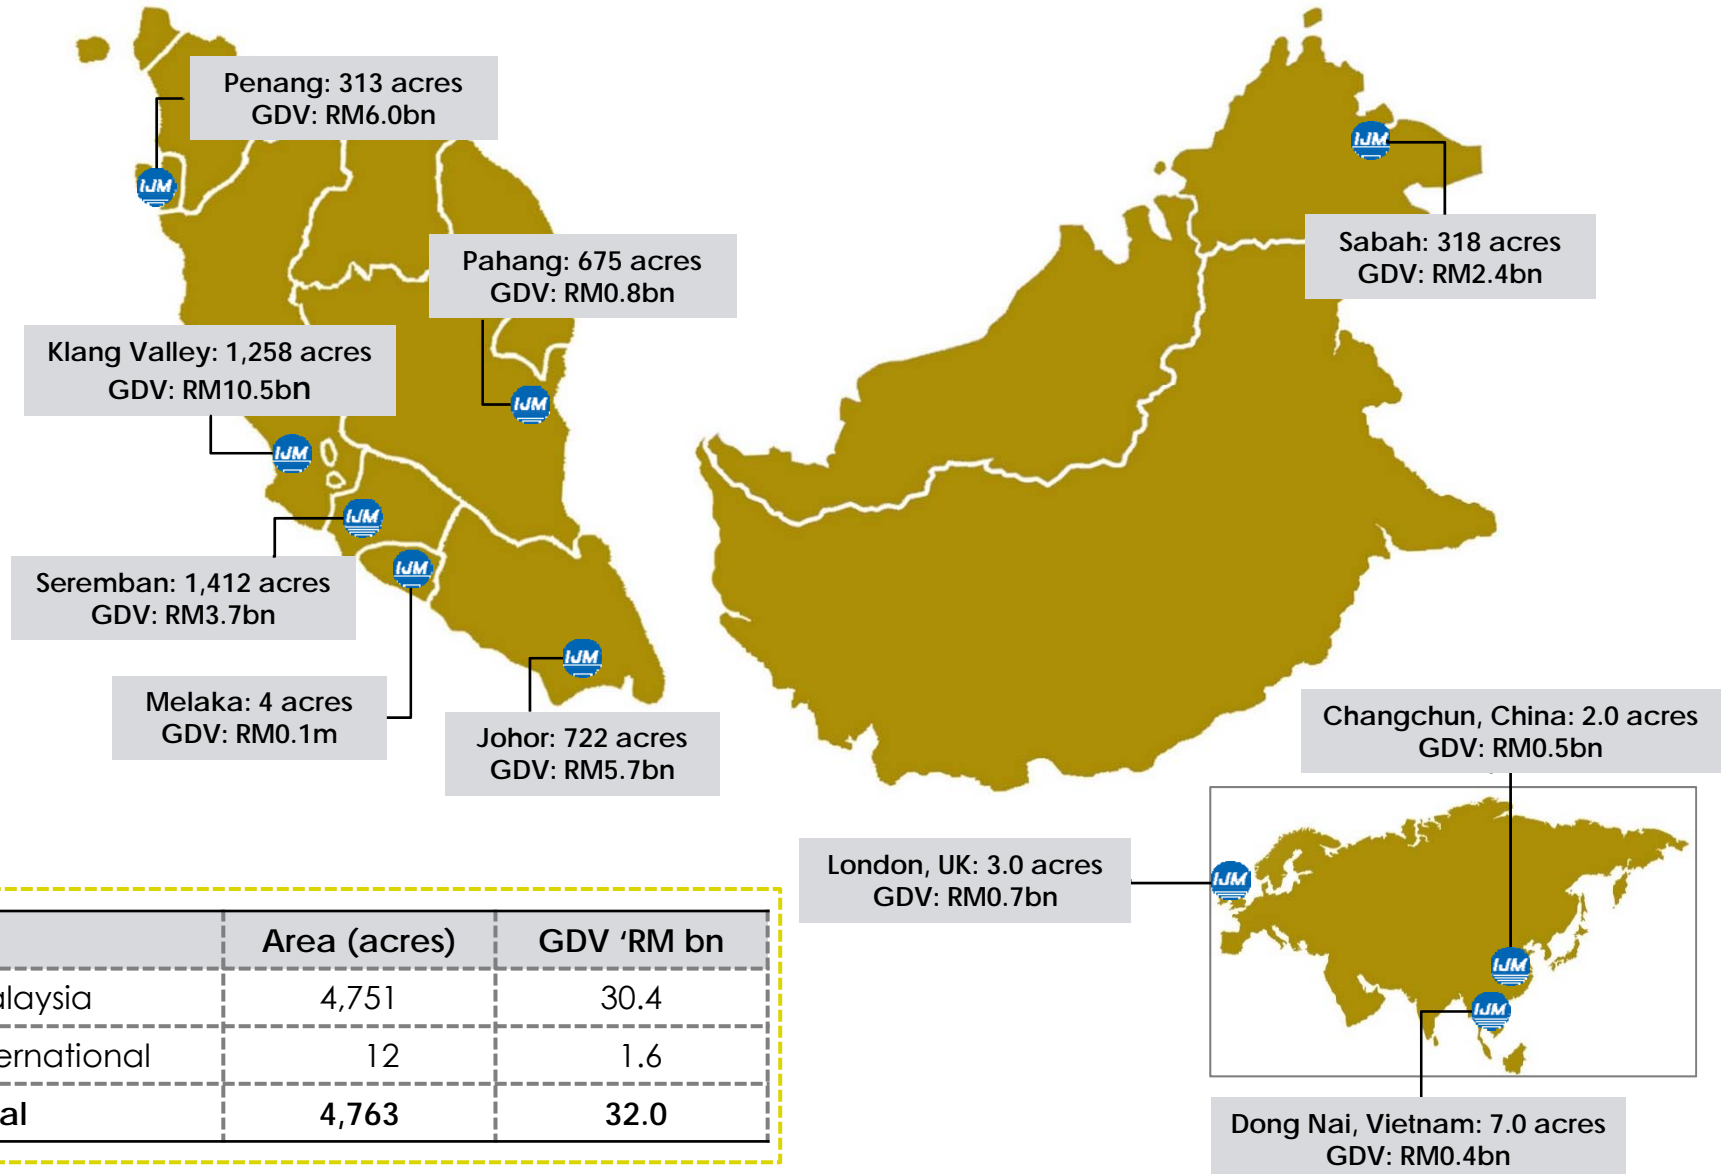 Penang: 313 acres
GDV: RM6.0bn
IJM
Pahang: 675 acres
GDV: RM0.8bn
IJM
Klang Valley: 1,258 acres
GDV: RM10.5bn
IJM
Seremban: 1,412 acres
GDV: RM3.7bn
IJM
Melaka: 4 acres
GDV: RM0.1m
IJM
Johor: 722 acres
GDV: RM5.7bn
IJM
Sabah: 318 acres
GDV: RM2.4bn
IJM
Changchun, China: 2.0 acres
GDV: RM0.5bn
IJM
London, UK: 3.0 acres
GDV: RM0.7bn
IJM
Dong Nai, Vietnam: 7.0 acres
GDV: RM0.4bn
IJM
Area (acres) GDV ‘RM bn
alaysia 4,751 30.4
ernational 12 1.6
al 4,763 32.0